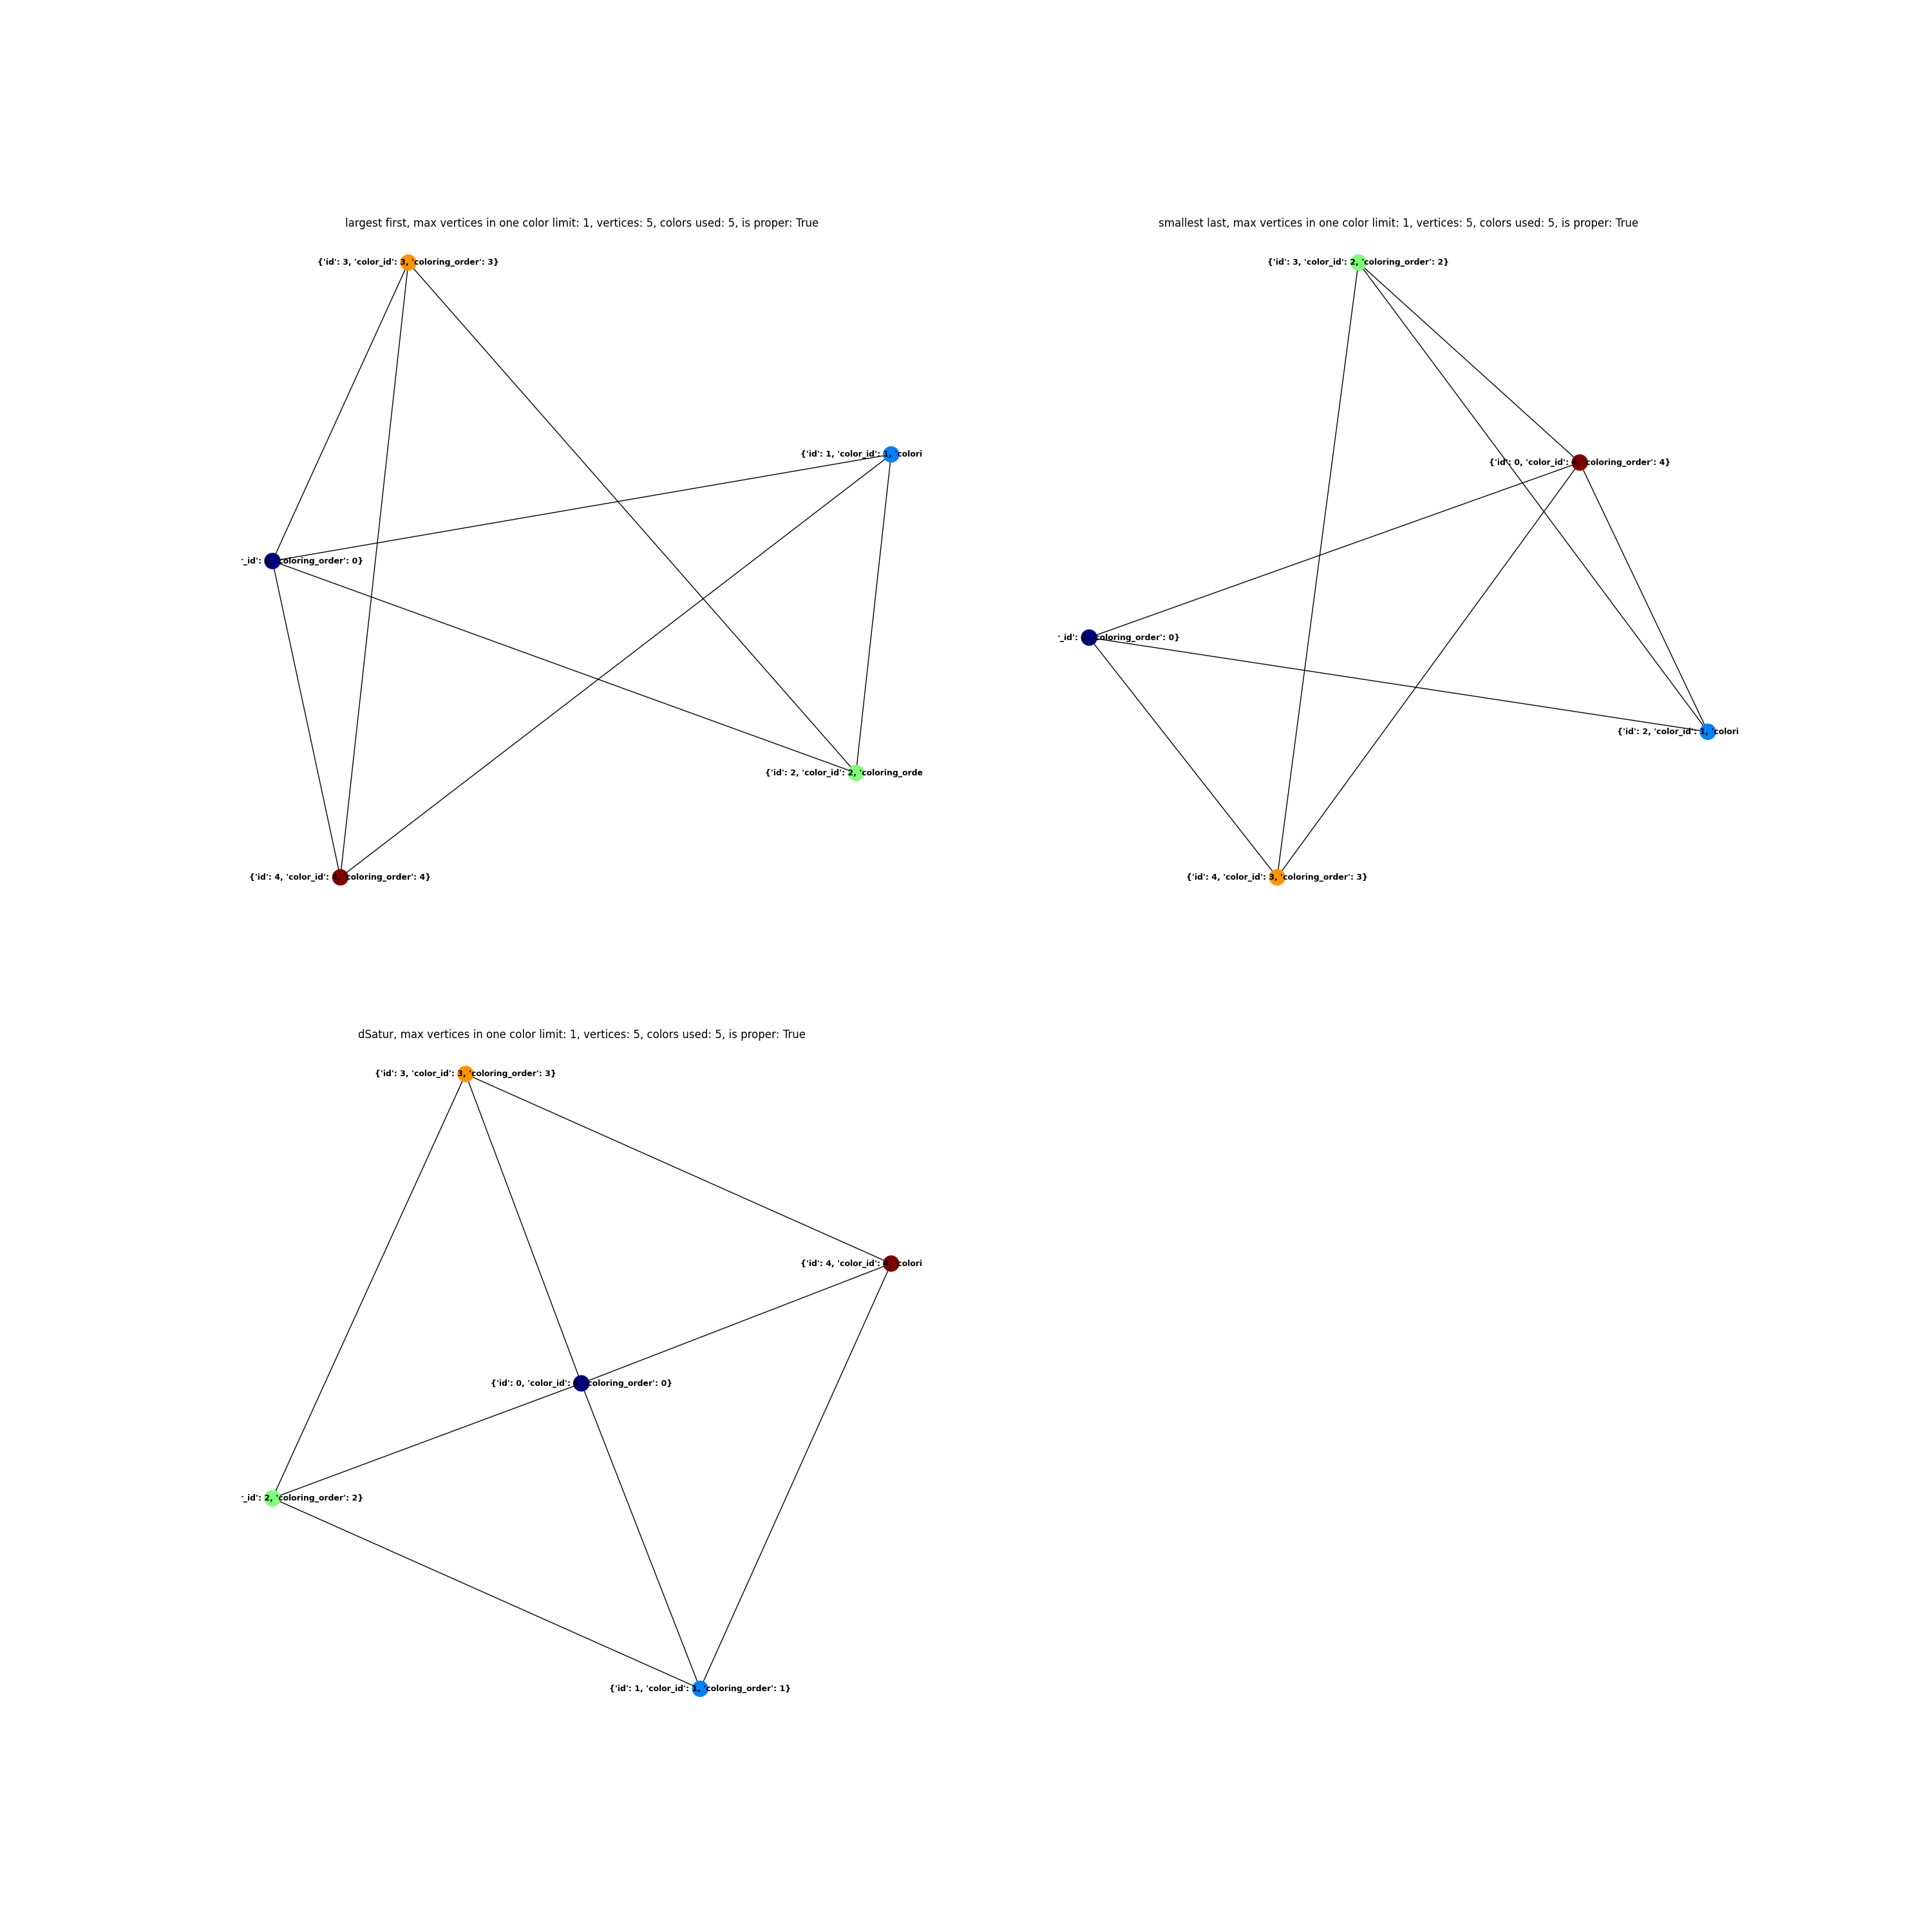 largest first, max vertices in one color limit: 1, vertices: 5, colors used: 5, is proper: True
{'id': 3, 'color_id': 3, 'coloring_order': 3}
{'id': 1, 'color_id': 1, 'colori
_id': coloring_order': 0}
{'id': 2, 'color_id': 2, 'coloring_orde
{'id': 4, 'color_id': coloring_order': 4}
smallest last, max vertices in one color limit: 1, vertices: 5, colors used: 5, is proper: True
{'id': 3, 'color_id': 2, 'coloring_order': 2}
{'id': 0, 'color_id': coloring_order': 4}
_id': coloring_order': 0}
{'id': 2, 'color_id': 1, 'colori
{'id': 4, 'color_id': 3, 'coloring_order': 3}
dSatur, max vertices in one color limit: 1, vertices: 5, colors used: 5, is proper: True
{'id': 3, 'color_id': 3, 'coloring_order': 3}
{'id': 4, 'color_id': colori
{'id': 0, 'color_id': coloring_order': 0}
_id': 2, 'coloring_order': 2}
{'id': 1, 'color_id': 1, 'coloring_order': 1}